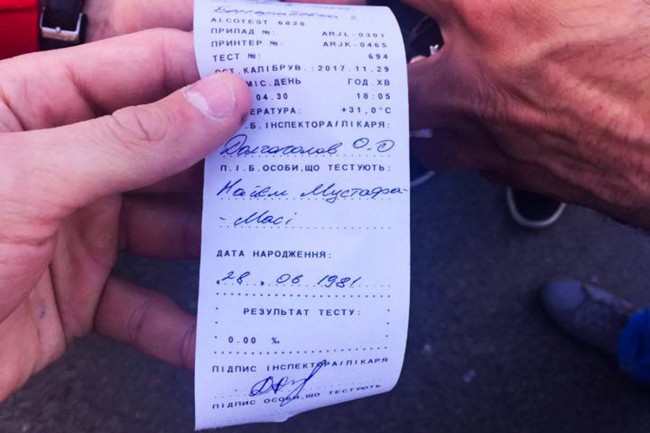 ALCOTEST 6820
ПРИЛАД №: ARJL-0301
ПРИНТЕР №: ARJK-0465
ТЕСТ №: 694
ОСТ.КАЛІБРУВ.:2017.11.29
МІС.ДЕНЬ ГОД.ХВ
04.30 18:05
+31,0°C
П.І.Б.ІНСПЕКТОРА/ЛІКАРЯ:
О.О
П.І.Б.ОСОБИ,ЩО ТЕСТУЮТЬ:
Найєм Мустафа-
-Масі
ДАТА НАРОДЖЕННЯ:
28.06 1981
РЕЗУЛЬТАТ ТЕСТУ:
0.00 ‰
ПІДПИС ІНСПЕКТОРА/ЛІКАРЯ
ПІДПИС ОСОБИ,ЩО ТЕСТУЮТЬ